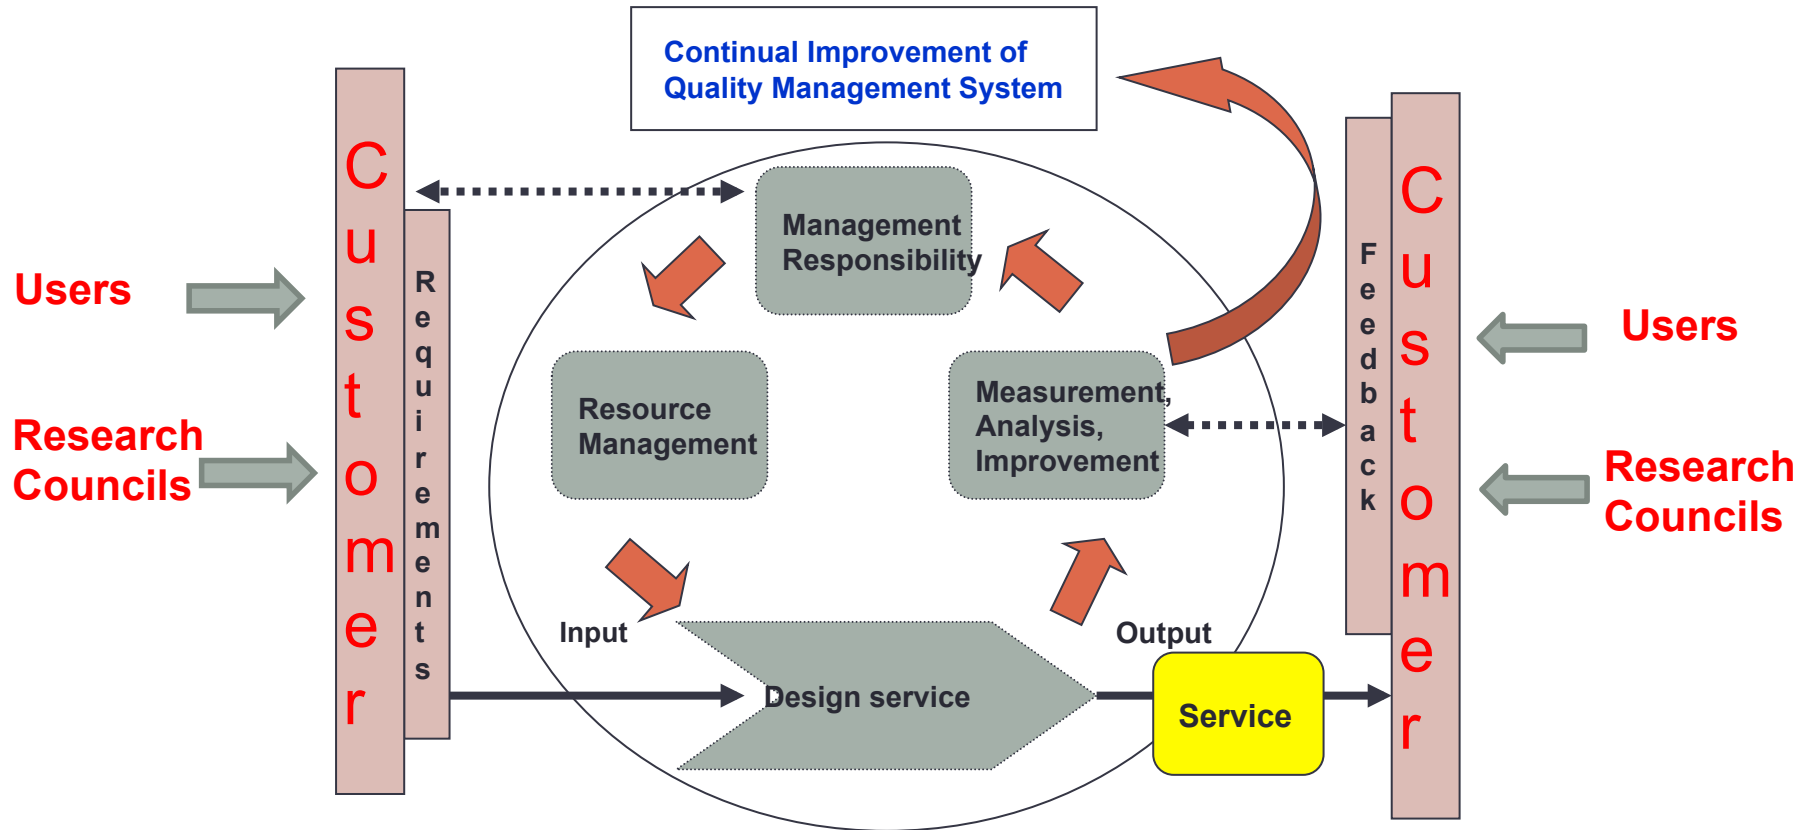 Continual Improvement of
Quality Management System
Customer
Requirements
Users
Research
Councils
Management
Responsibility
Resource
Management
Measurement,
Analysis,
Improvement
Input
Design service
Output
Service
Feedback
Customer
Users
Research
Councils